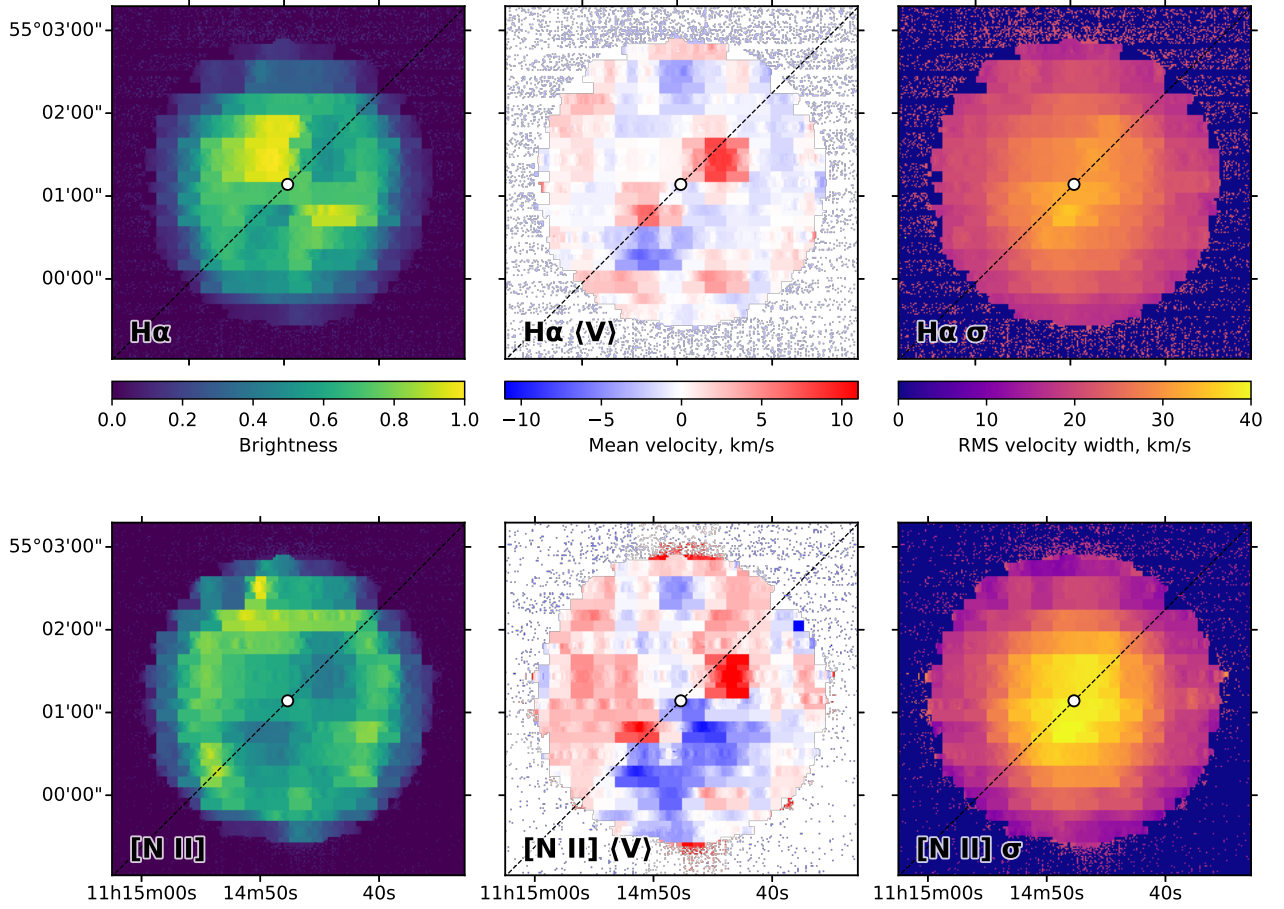 55°03'00"
02'00"
01'00"
00'00"
Hα
Hα ⟨V⟩
Hα σ
0.0 0.2 0.4 0.6 0.8 1.0
Brightness
−10 −5 0 5 10
Mean velocity, km/s
0 10 20 30 40
RMS velocity width, km/s
55°03'00"
02'00"
01'00"
00'00"
[N II]
[N II] ⟨V⟩
[N II] σ
11h15m00s 14m50s 40s
11h15m00s 14m50s 40s
11h15m00s 14m50s 40s